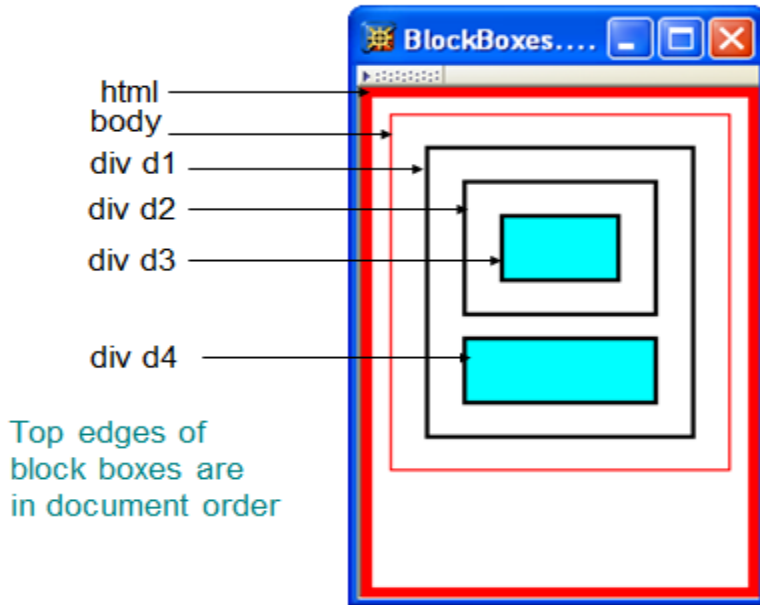 BlockBoxes....
html
body
div d1
div d2
div d3
div d4
Top edges of
block boxes are
in document order